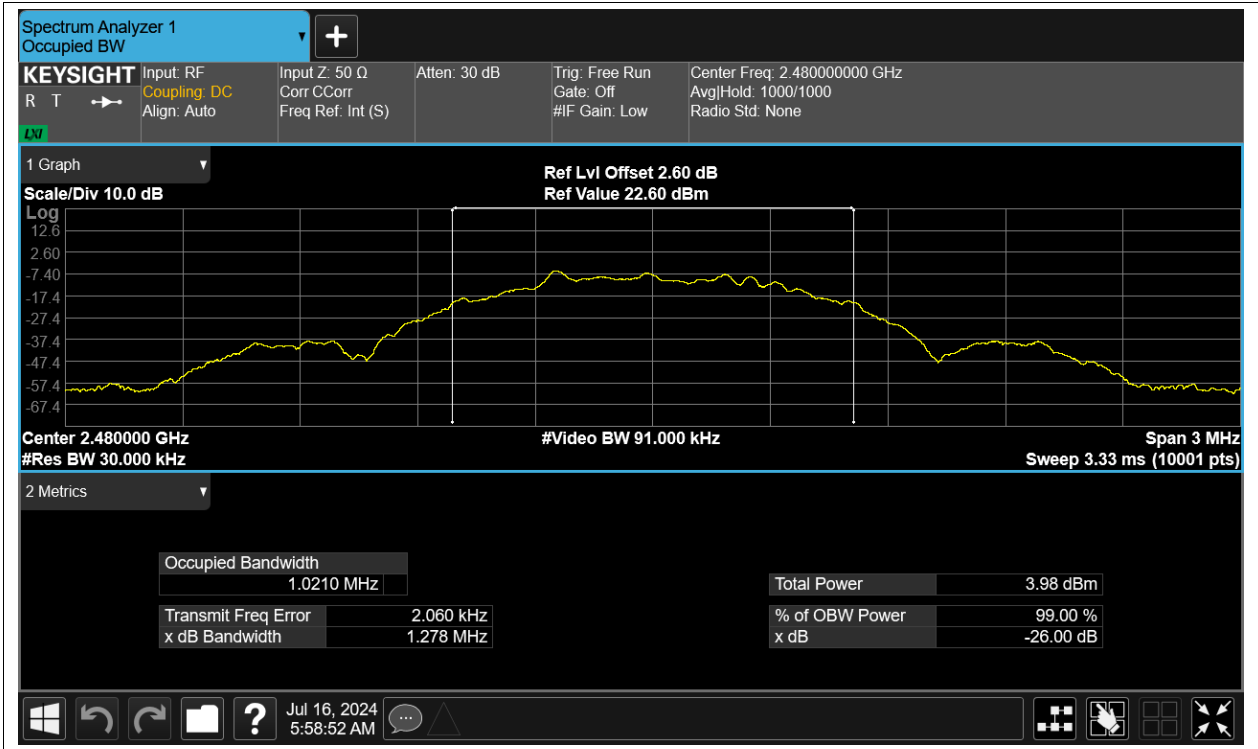 Spectrum Analyzer 1
Occupied BW
▼
+
KEYSIGHT
R T
LXI
Input: RF
Coupling: DC
Align: Auto
Input Z: 50 Ω
Corr CCorr
Freq Ref: Int (S)
Atten: 30 dB
Trig: Free Run
Gate: Off
#IF Gain: Low
Center Freq: 2.480000000 GHz
Avg|Hold: 1000/1000
Radio Std: None
1 Graph ▼
Ref Lvl Offset 2.60 dB
Scale/Div 10.0 dB Ref Value 22.60 dBm
Log
12.6
2.60
-7.40
-17.4
-27.4
-37.4
-47.4
-57.4
-67.4
Center 2.480000 GHz #Video BW 91.000 kHz Span 3 MHz
#Res BW 30.000 kHz Sweep 3.33 ms (10001 pts)
2 Metrics ▼
Occupied Bandwidth
1.0210 MHz
Transmit Freq Error 2.060 kHz
x dB Bandwidth 1.278 MHz
Total Power 3.98 dBm
% of OBW Power 99.00 %
x dB -26.00 dB
?
Jul 16, 2024
5:58:52 AM